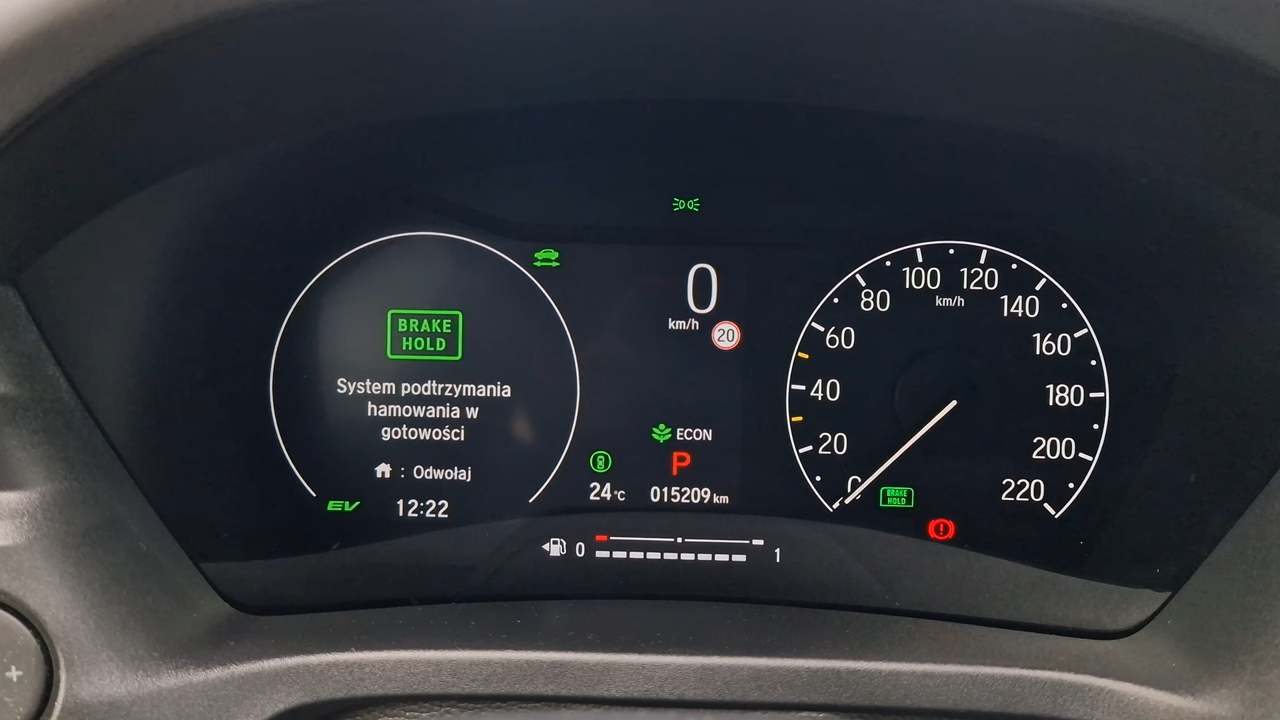 BRAKE
HOLD
System podtrzymania
hamowania w
gotowości
: Odwołaj
EV
12:22
0
km/h
20
ECON
P
24°C
015209 km
0
1
0
20
40
60
80
100
120
140
160
180
200
220
km/h
BRAKE
HOLD